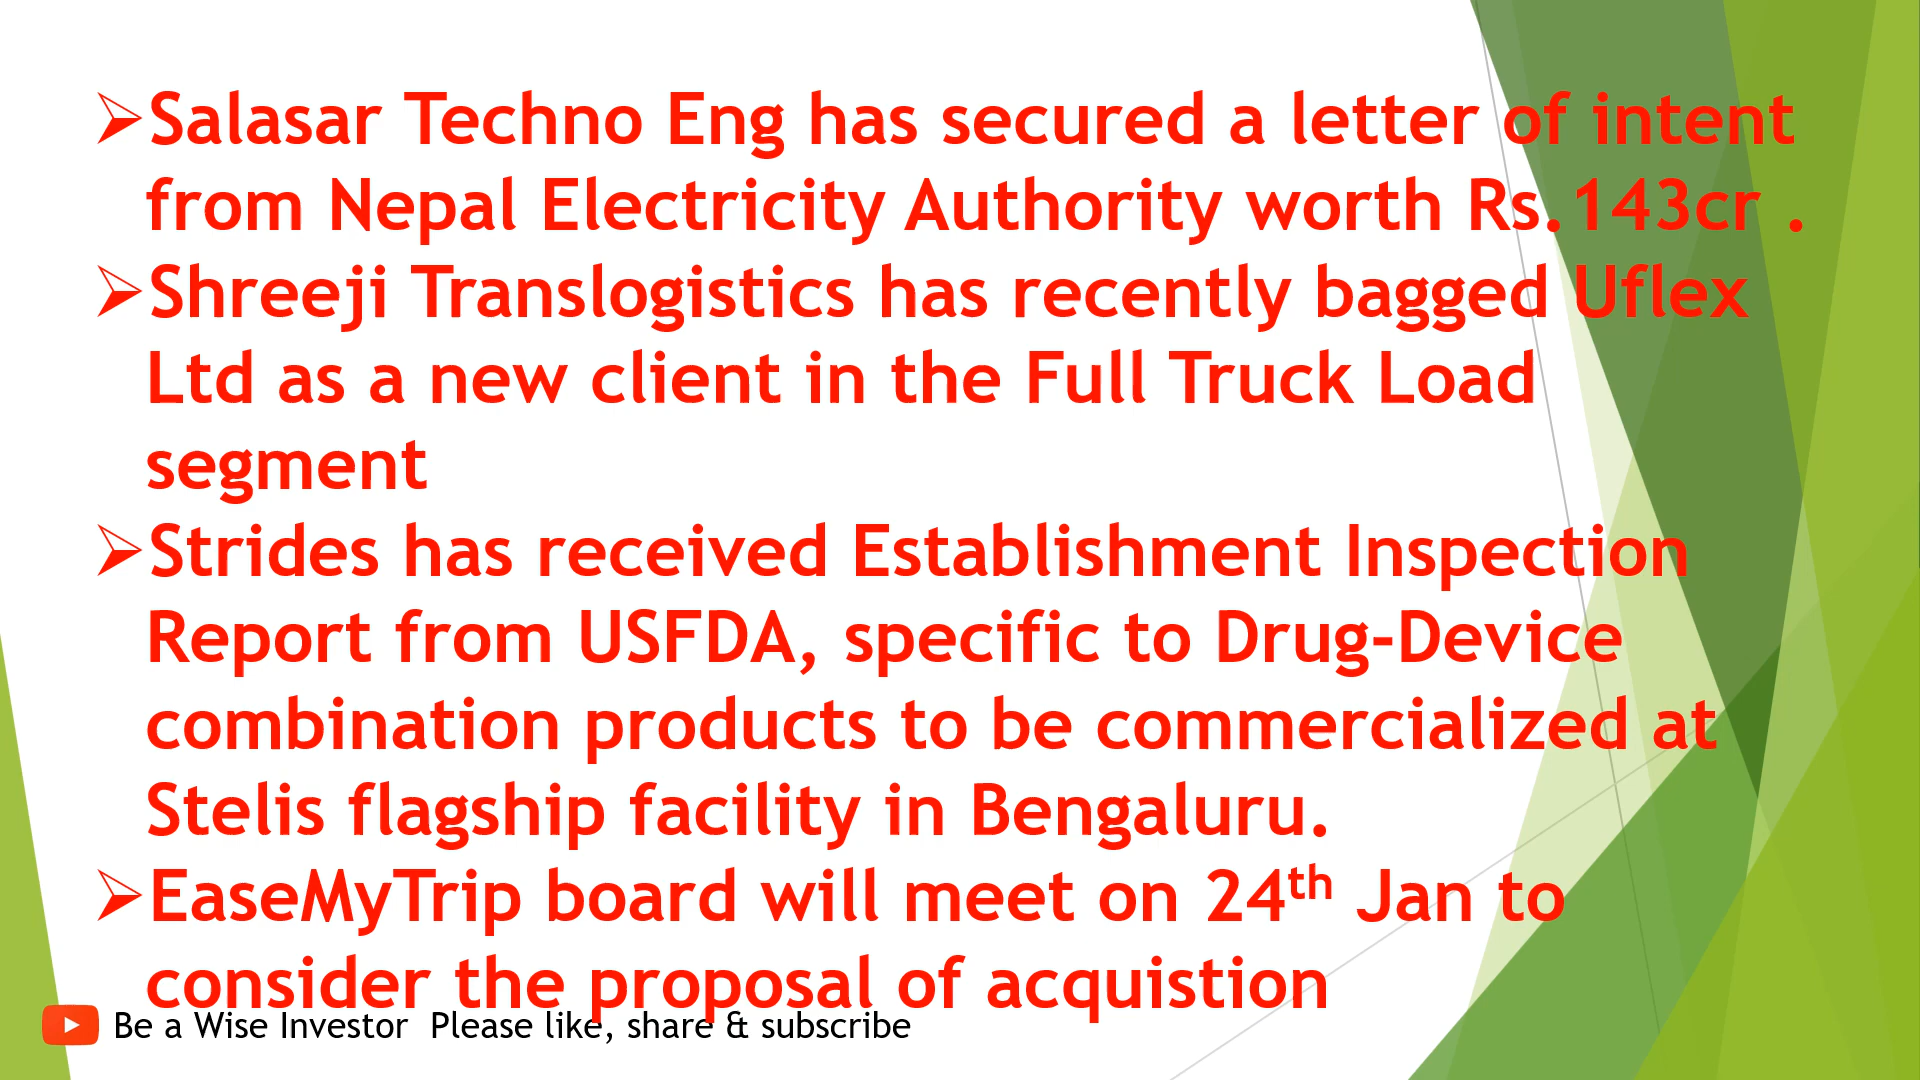 ➢Salasar Techno Eng has secured a letter of intent
from Nepal Electricity Authority worth Rs.143cr .
➢Shreeji Translogistics has recently bagged Uflex
Ltd as a new client in the Full Truck Load
segment
➢Strides has received Establishment Inspection
Report from USFDA, specific to Drug-Device
combination products to be commercialized at
Stelis flagship facility in Bengaluru.
➢EaseMyTrip board will meet on 24th Jan to
consider the proposal of acquistion
Be a Wise Investor  Please like, share & subscribe